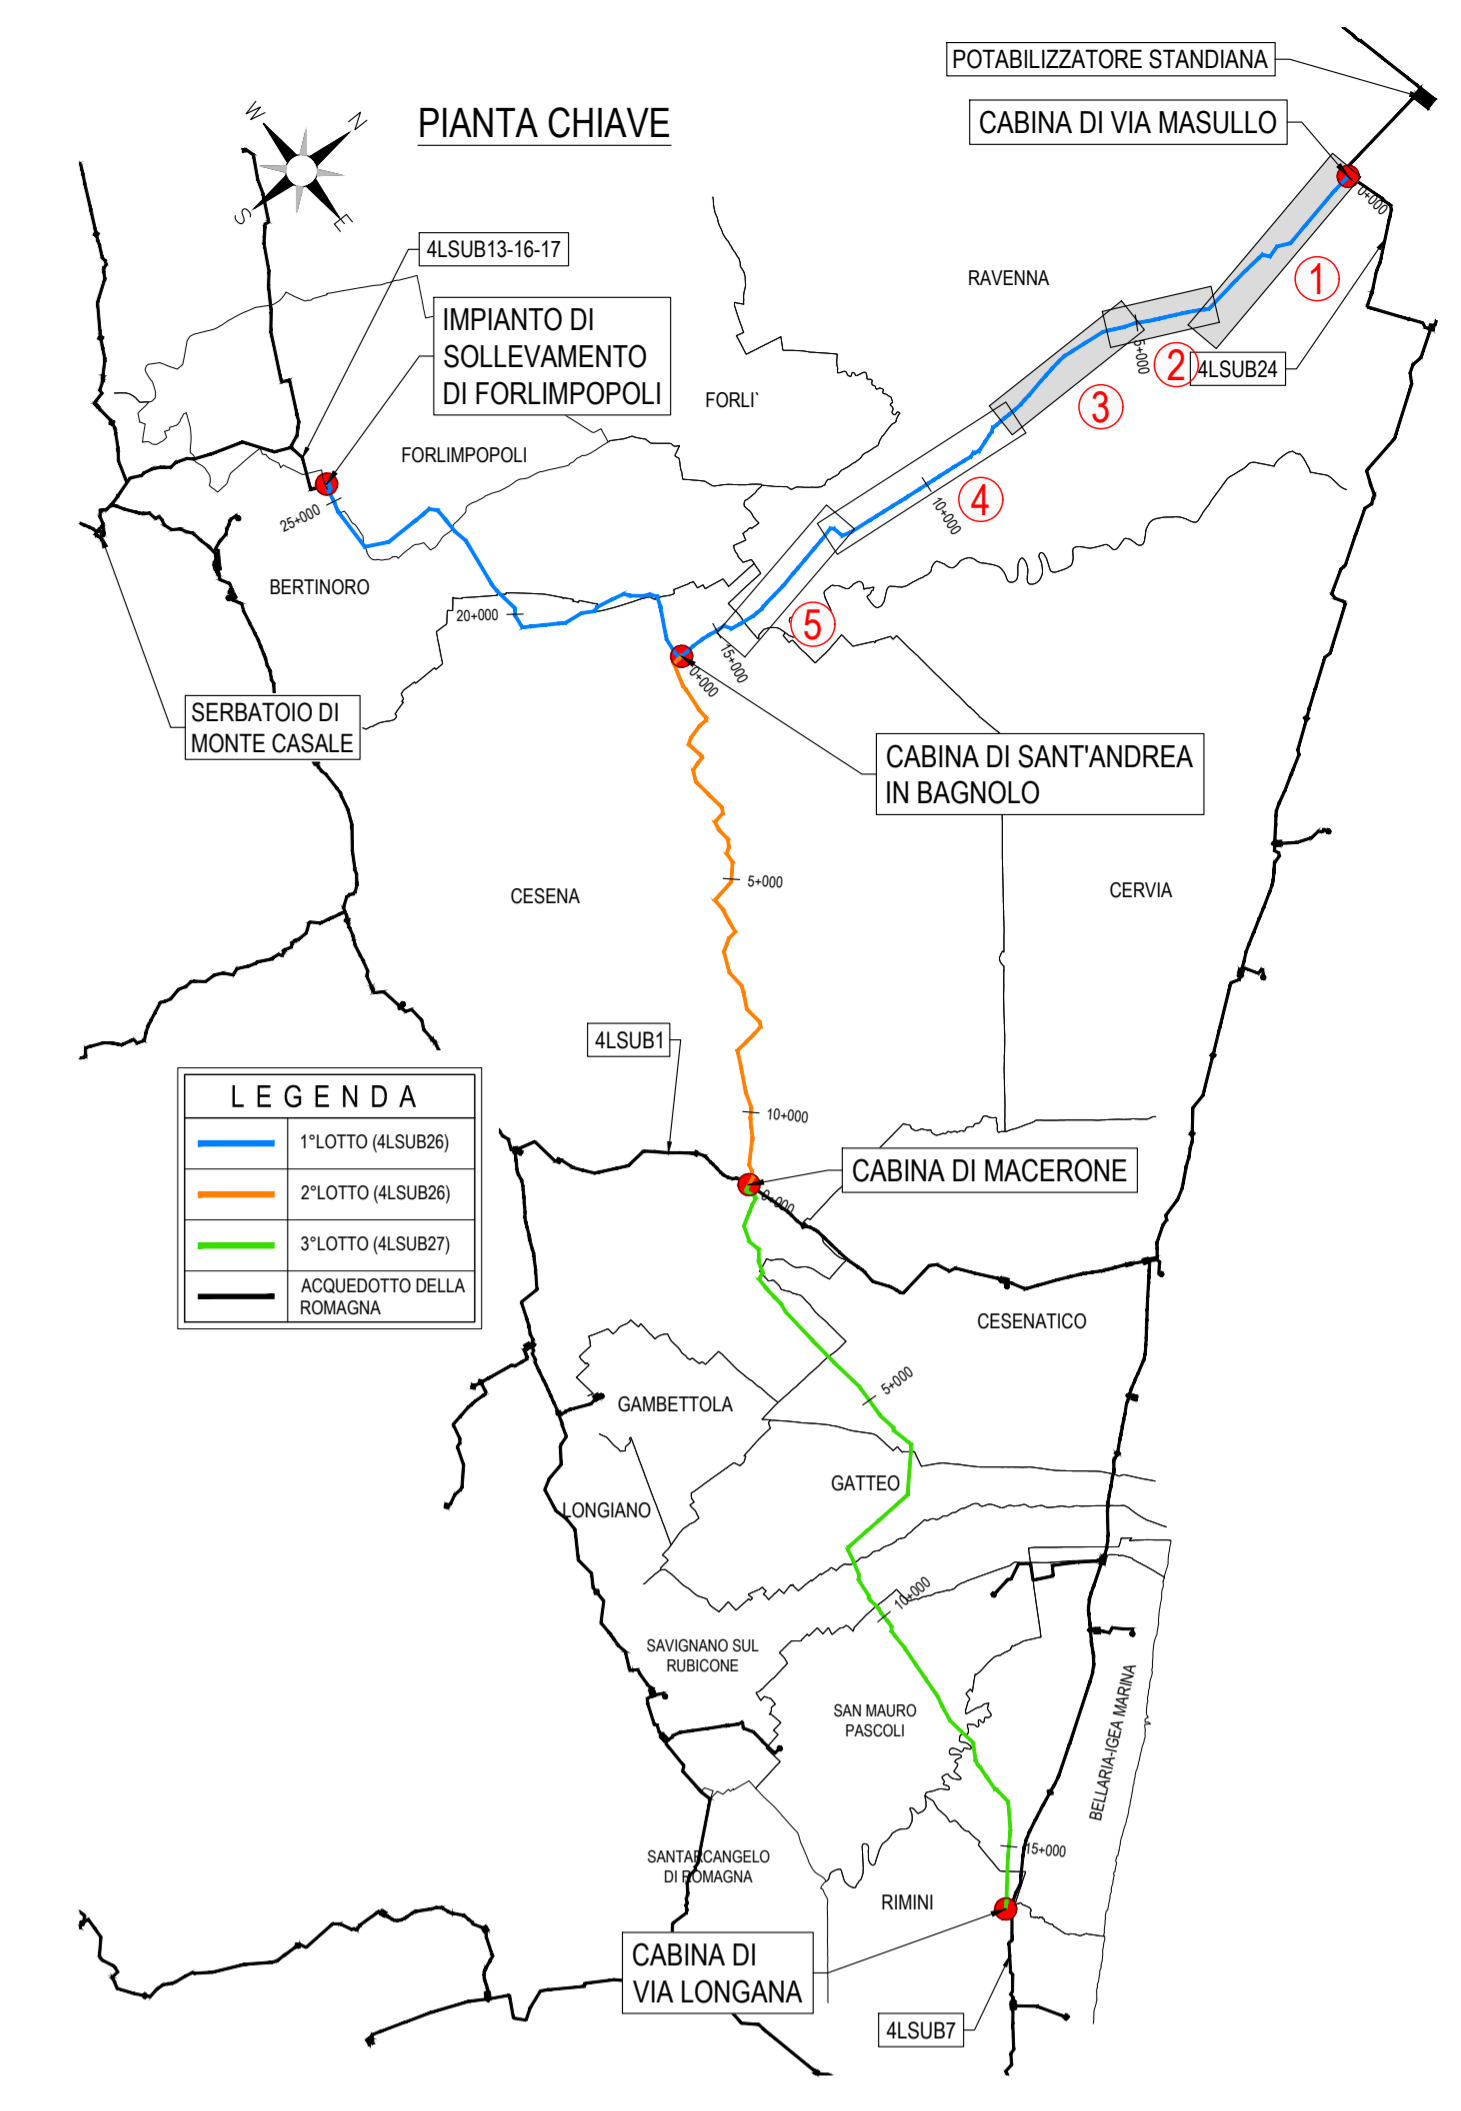 POTABILIZZATORE STANDIANA
PIANTA CHIAVE
CABINA DI VIA MASULLO
W
N
S
E
0+000
4LSUB13-16-17
RAVENNA
1
IMPIANTO DI
SOLLEVAMENTO
DI FORLIMPOPOLI
5+000
2
4LSUB24
FORLI`
3
FORLIMPOPOLI
4
10+000
25+000
BERTINORO
20+000
5
15+000
0+000
SERBATOIO DI
MONTE CASALE
CABINA DI SANT'ANDREA
IN BAGNOLO
5+000
CESENA
CERVIA
4LSUB1
LEGENDA
1°LOTTO (4LSUB26)
2°LOTTO (4LSUB26)
3°LOTTO (4LSUB27)
ACQUEDOTTO DELLA
ROMAGNA
10+000
CABINA DI MACERONE
0+000
CESENATICO
5+000
GAMBETTOLA
GATTEO
LONGIANO
10+000
SAVIGNANO SUL
RUBICONE
SAN MAURO
PASCOLI
BELLARIA-IGEA MARINA
15+000
SANTARCANGELO
DI ROMAGNA
RIMINI
CABINA DI
VIA LONGANA
4LSUB7